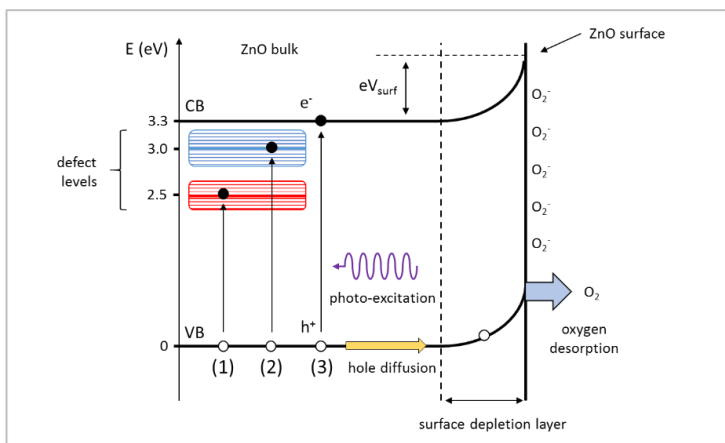 E (eV)
ZnO bulk
ZnO surface
eVsurf
CB
e⁻
3.3
3.0
defect
levels
2.5
O₂⁻
O₂⁻
O₂⁻
O₂⁻
O₂⁻
photo-excitation
O₂
VB
h⁺
oxygen
desorption
0
(1) (2) (3)
hole diffusion
surface depletion layer